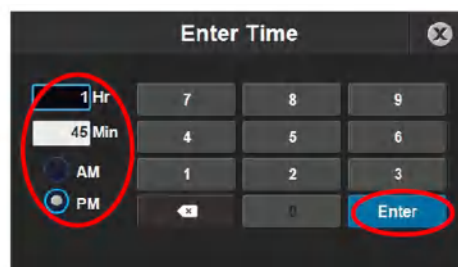 Enter Time
1 Hr 7 8 9
45 Min 4 5 6
AM 1 2 3
PM 0 Enter